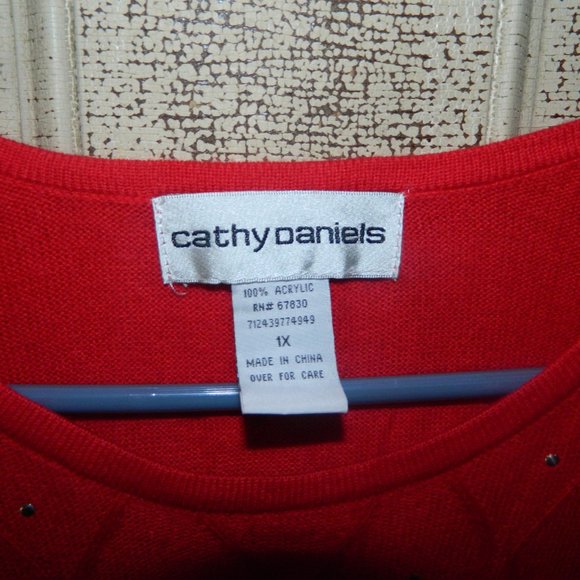 cathy Daniels
100% ACRYLIC
RN# 67830
712439774949
1X
MADE IN CHINA
OVER FOR CARE